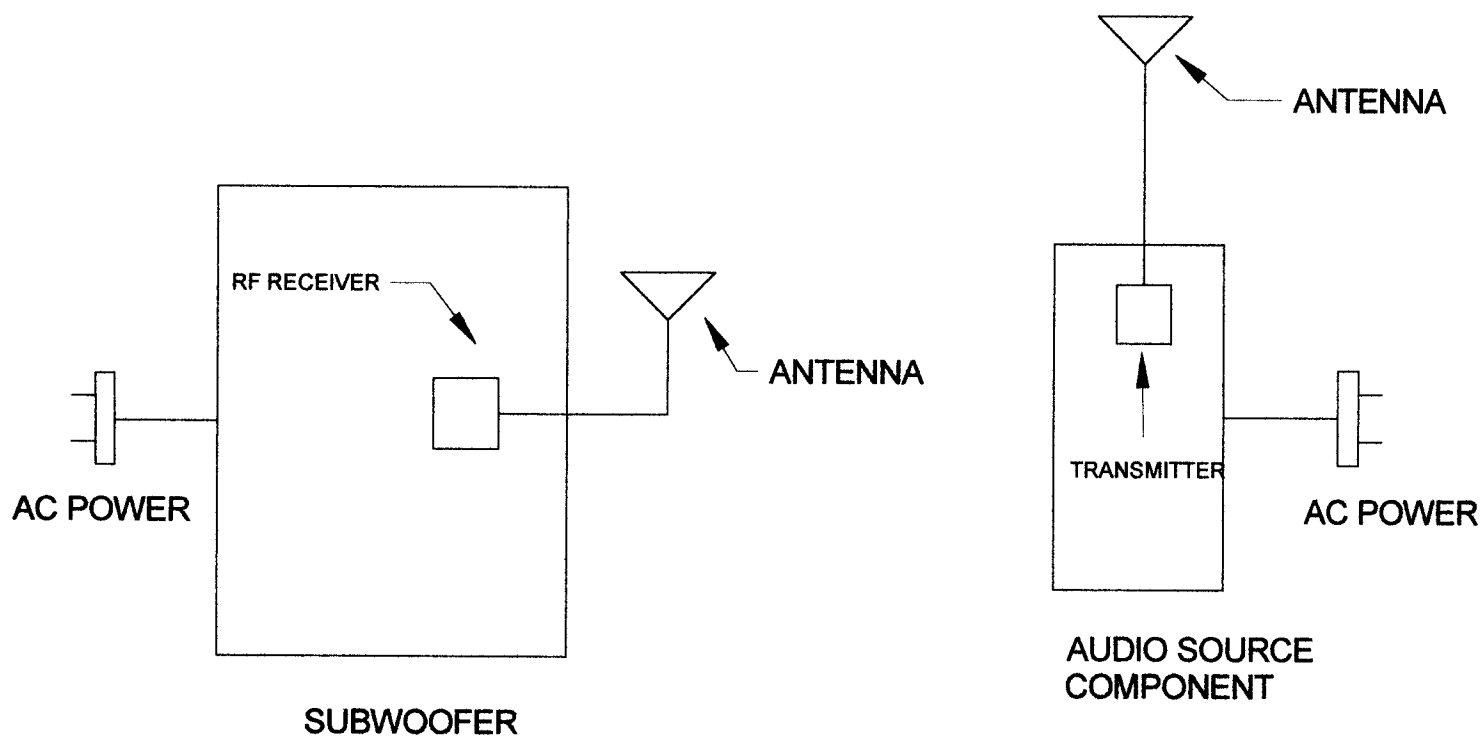 ANTENNA
RF RECEIVER
ANTENNA
TRANSMITTER
AC POWER
AC POWER
AUDIO SOURCE
COMPONENT
SUBWOOFER